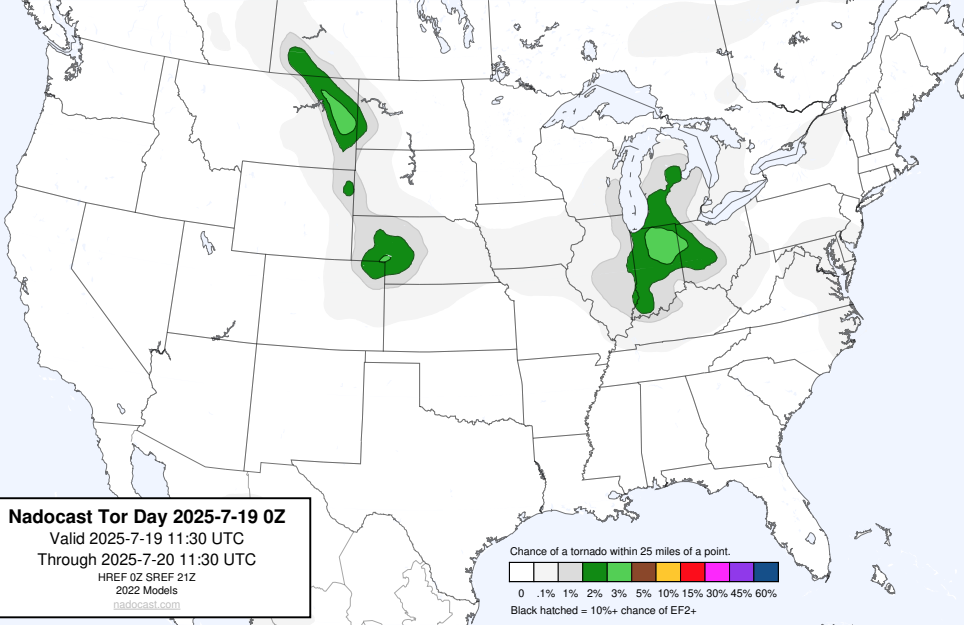 Nadocast Tor Day 2025-7-19 0Z
Valid 2025-7-19 11:30 UTC
Through 2025-7-20 11:30 UTC
HREF 0Z SREF 21Z
2022 Models
nadocast.com
Chance of a tornado within 25 miles of a point.
0 .1% 1% 2% 3% 5% 10% 15% 30% 45% 60%
Black hatched = 10%+ chance of EF2+